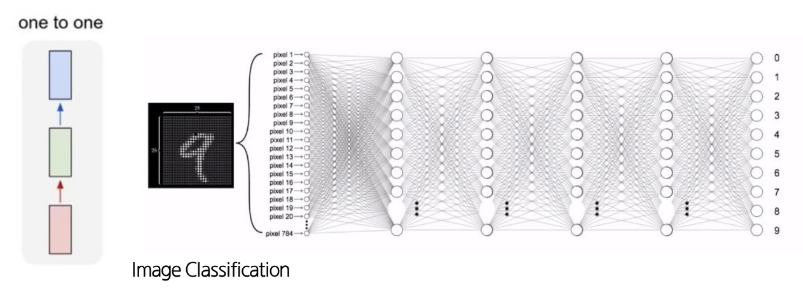 one to one
pixel 1
pixel 2
pixel 3
pixel 4
pixel 5
pixel 6
pixel 7
pixel 8
pixel 9
pixel 10
pixel 11
pixel 12
pixel 13
pixel 14
pixel 15
pixel 16
pixel 17
pixel 18
pixel 19
pixel 20
pixel 784
28
28
9
0
1
2
3
4
5
6
7
8
9
Image Classification